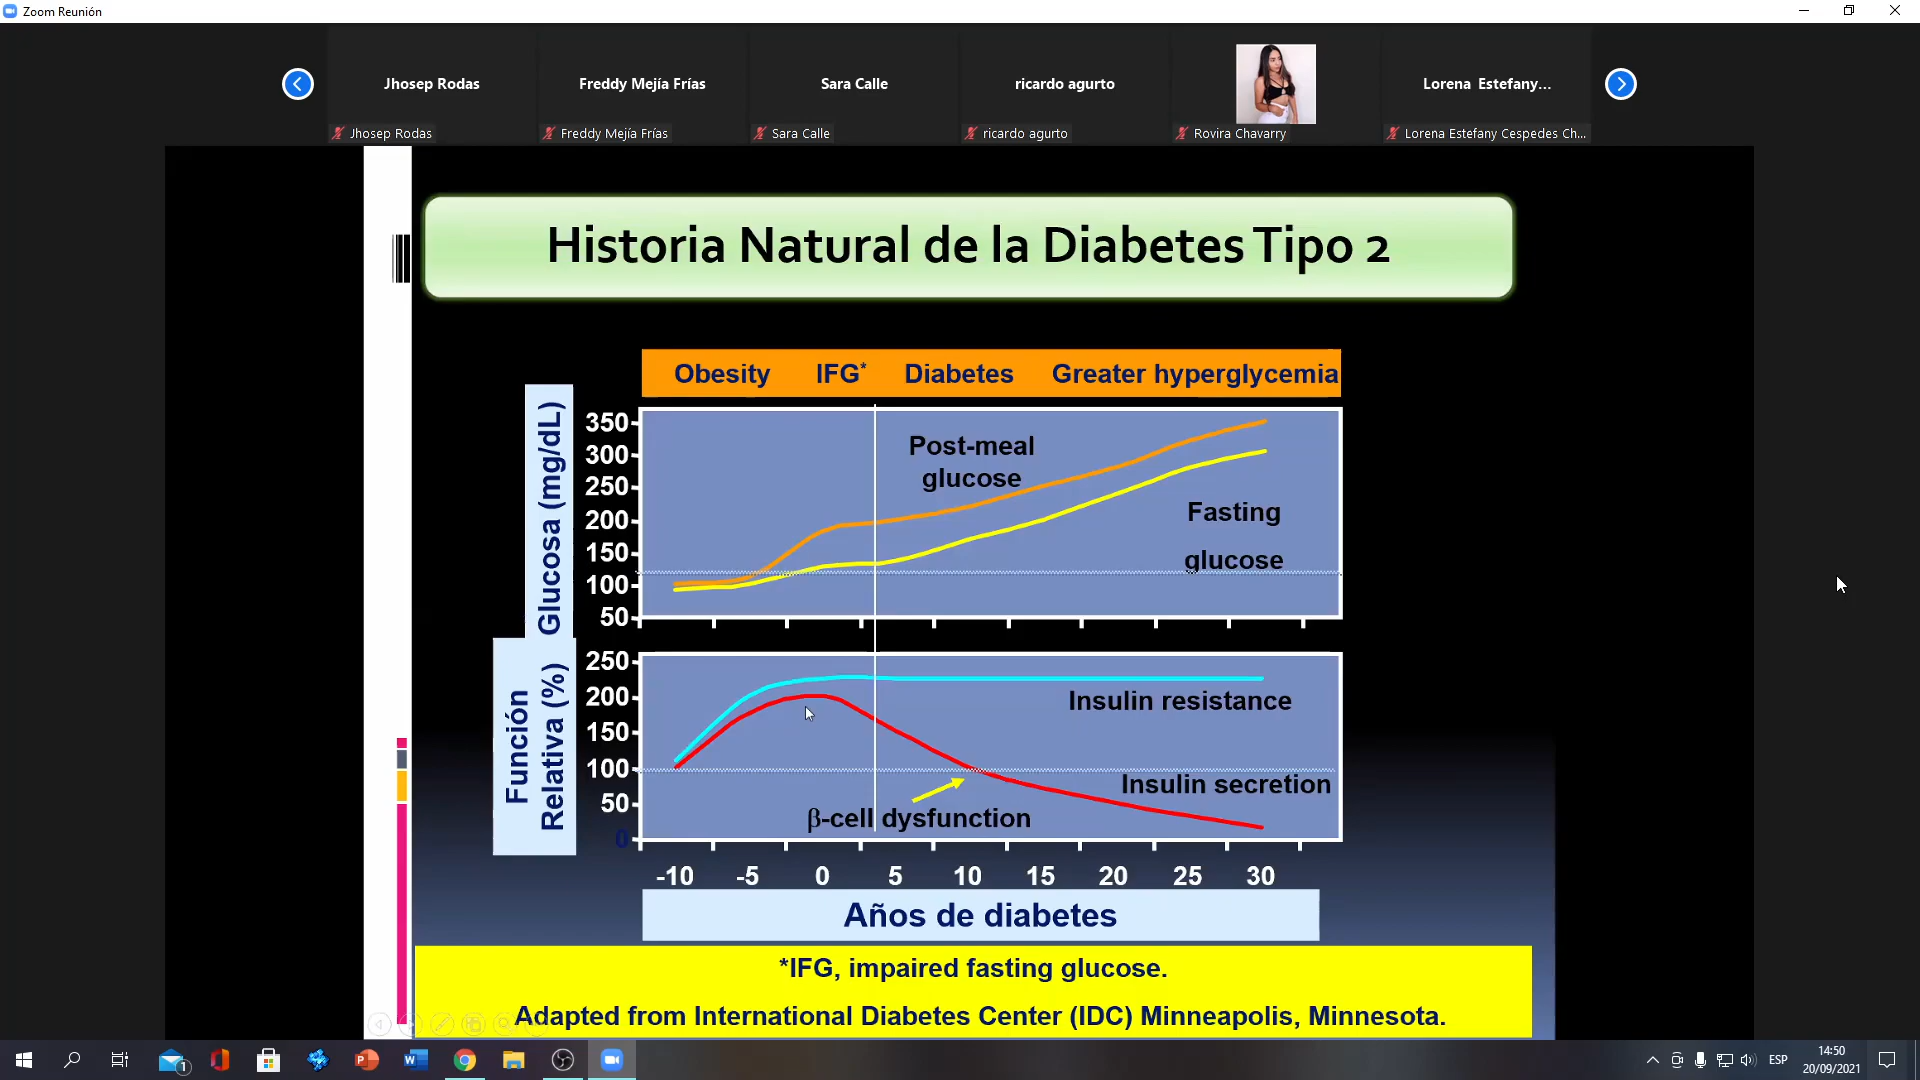 Zoom Reunión
Jhosep Rodas
Freddy Mejía Frías
Sara Calle
ricardo agurto
Lorena Estefany...
Jhosep Rodas
Freddy Mejía Frías
Sara Calle
ricardo agurto
Rovira Chavarry
Lorena Estefany Cespedes Ch...
Historia Natural de la Diabetes Tipo 2
Obesity IFG* Diabetes Greater hyperglycemia
Glucosa (mg/dL)
350
300
250
200
150
100
50
Post-meal
glucose
Fasting
glucose
Función
Relativa (%)
250
200
150
100
50
0
Insulin resistance
Insulin secretion
β-cell dysfunction
-10 -5 0 5 10 15 20 25 30
Años de diabetes
*IFG, impaired fasting glucose.
Adapted from International Diabetes Center (IDC) Minneapolis, Minnesota.
1
ESP
14:50
20/09/2021